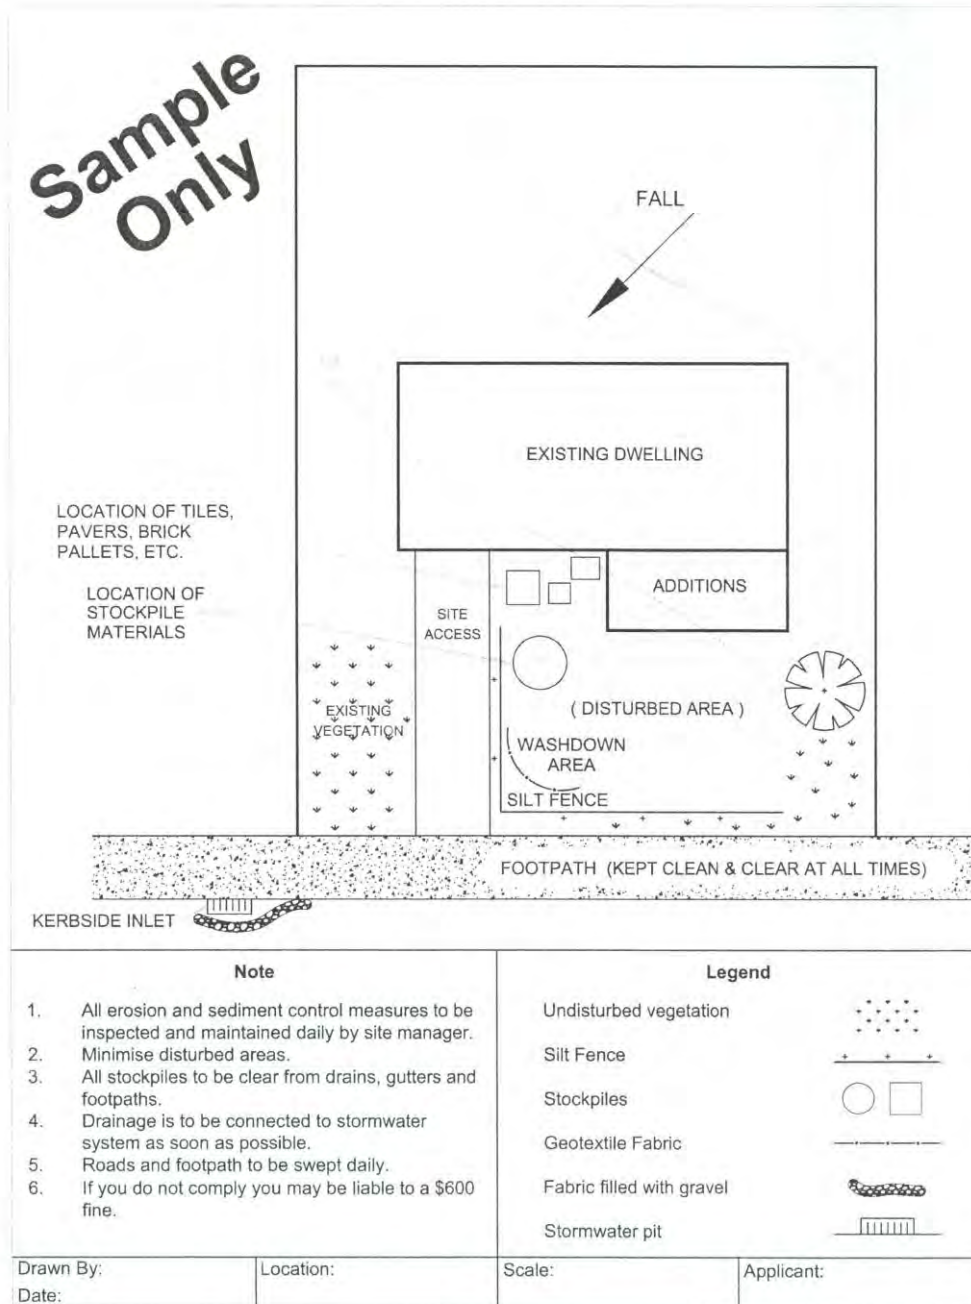 Sample
Only
FALL
EXISTING DWELLING
LOCATION OF TILES,
PAVERS, BRICK
PALLETS, ETC.
LOCATION OF
STOCKPILE
MATERIALS
SITE
ACCESS
ADDITIONS
EXISTING
VEGETATION
( DISTURBED AREA )
WASHDOWN
AREA
SILT FENCE
FOOTPATH (KEPT CLEAN & CLEAR AT ALL TIMES)
KERBSIDE INLET
Note
1. All erosion and sediment control measures to be
inspected and maintained daily by site manager.
2. Minimise disturbed areas.
3. All stockpiles to be clear from drains, gutters and
footpaths.
4. Drainage is to be connected to stormwater
system as soon as possible.
5. Roads and footpath to be swept daily.
6. If you do not comply you may be liable to a $600
fine.
Legend
Undisturbed vegetation
Silt Fence
Stockpiles
Geotextile Fabric
Fabric filled with gravel
Stormwater pit
Drawn By:
Date:
Location:
Scale:
Applicant: